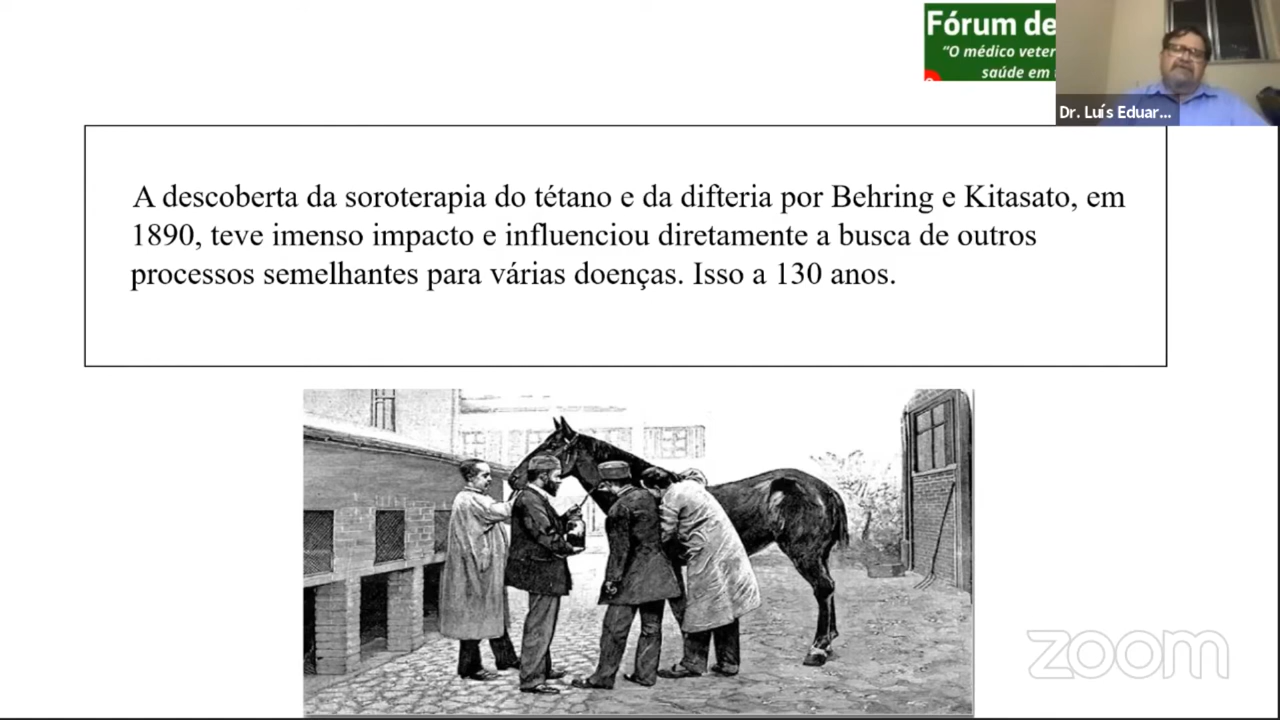 Fórum de
“O médico veter
saúde em
Dr. Luís Eduar...
A descoberta da soroterapia do tétano e da difteria por Behring e Kitasato, em
1890, teve imenso impacto e influenciou diretamente a busca de outros
processos semelhantes para várias doenças. Isso a 130 anos.
zoom